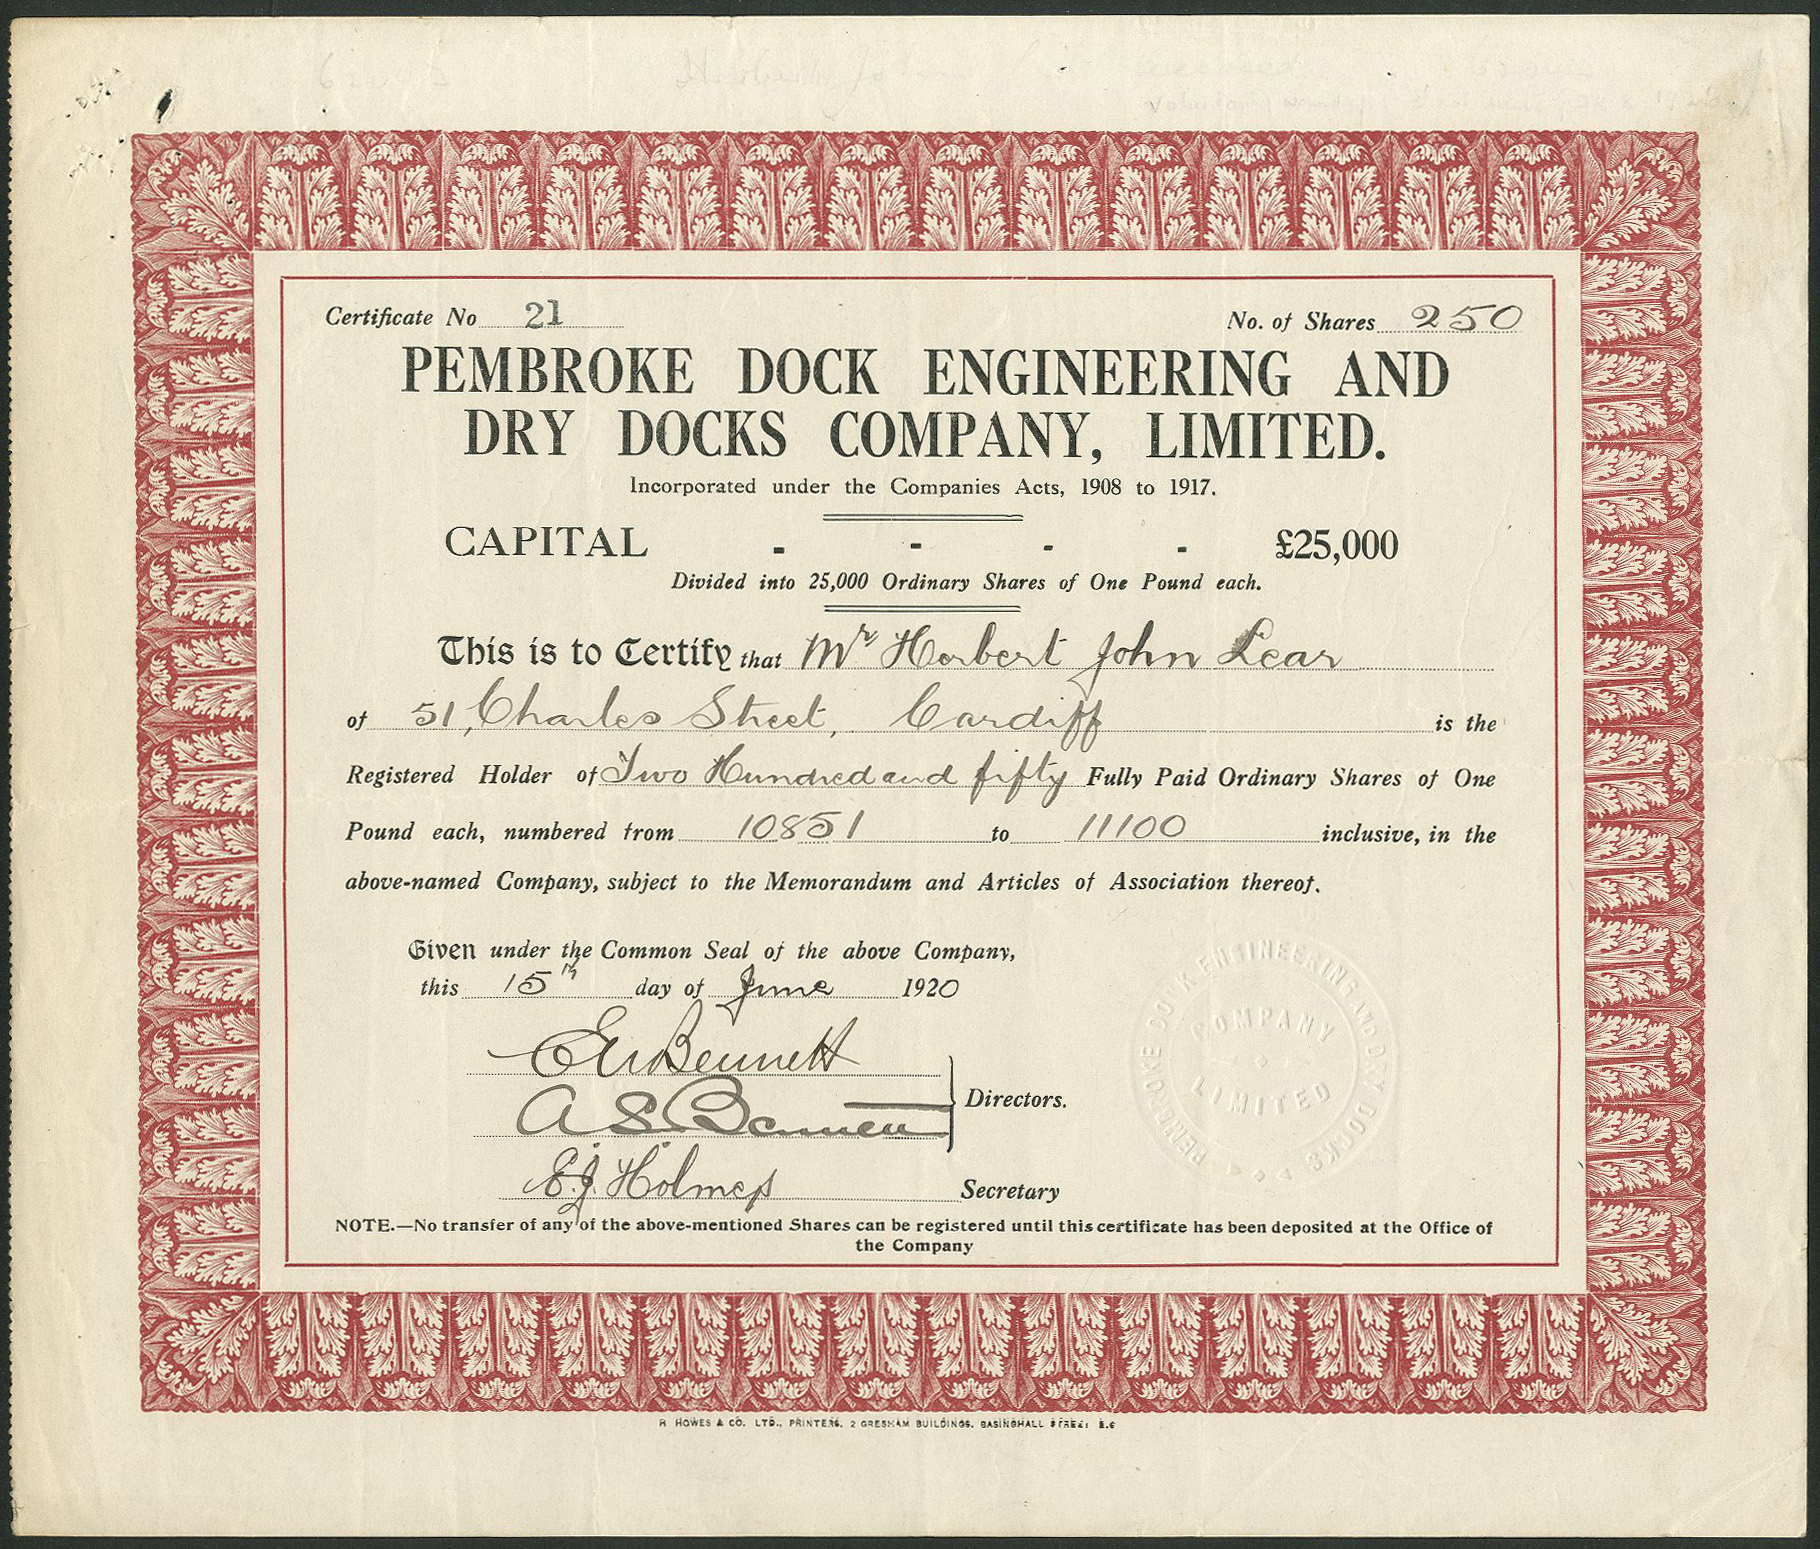 Certificate No 21 No. of Shares 250
PEMBROKE DOCK ENGINEERING AND
DRY DOCKS COMPANY, LIMITED.
Incorporated under the Companies Acts, 1908 to 1917.
CAPITAL - - - - £25,000
Divided into 25,000 Ordinary Shares of One Pound each.
This is to Certify that Mr Herbert John Lear
of 51, Charles Street, Cardiff is the
Registered Holder of Two Hundred and fifty Fully Paid Ordinary Shares of One
Pound each, numbered from 10851 to 11100 inclusive, in the
above-named Company, subject to the Memorandum and Articles of Association thereof.
Given under the Common Seal of the above Company,
this 15th day of June 1920
Bennett
A S
Directors.
E.J. Holmes Secretary
PEMBROKE DOCK ENGINEERING AND DRY DOCKS
COMPANY
LIMITED
NOTE.—No transfer of any of the above-mentioned Shares can be registered until this certificate has been deposited at the Office of
the Company
R HOWES & CO. LTD., PRINTERS, 2 GRESHAM BUILDINGS, BASINGHALL STREET E.C